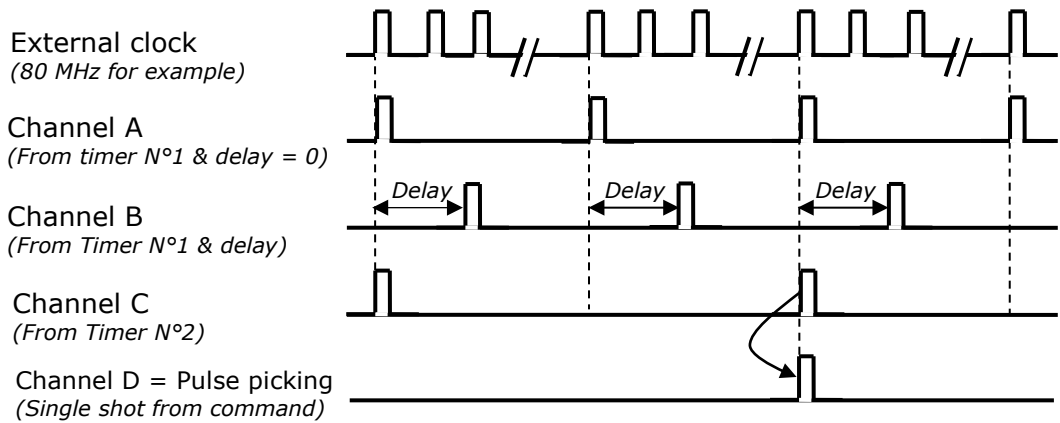 External clock
(80 MHz for example)
Channel A
(From timer N°1 & delay = 0)
Delay Delay Delay
Channel B
(From Timer N°1 & delay)
Channel C
(From Timer N°2)
Channel D = Pulse picking
(Single shot from command)